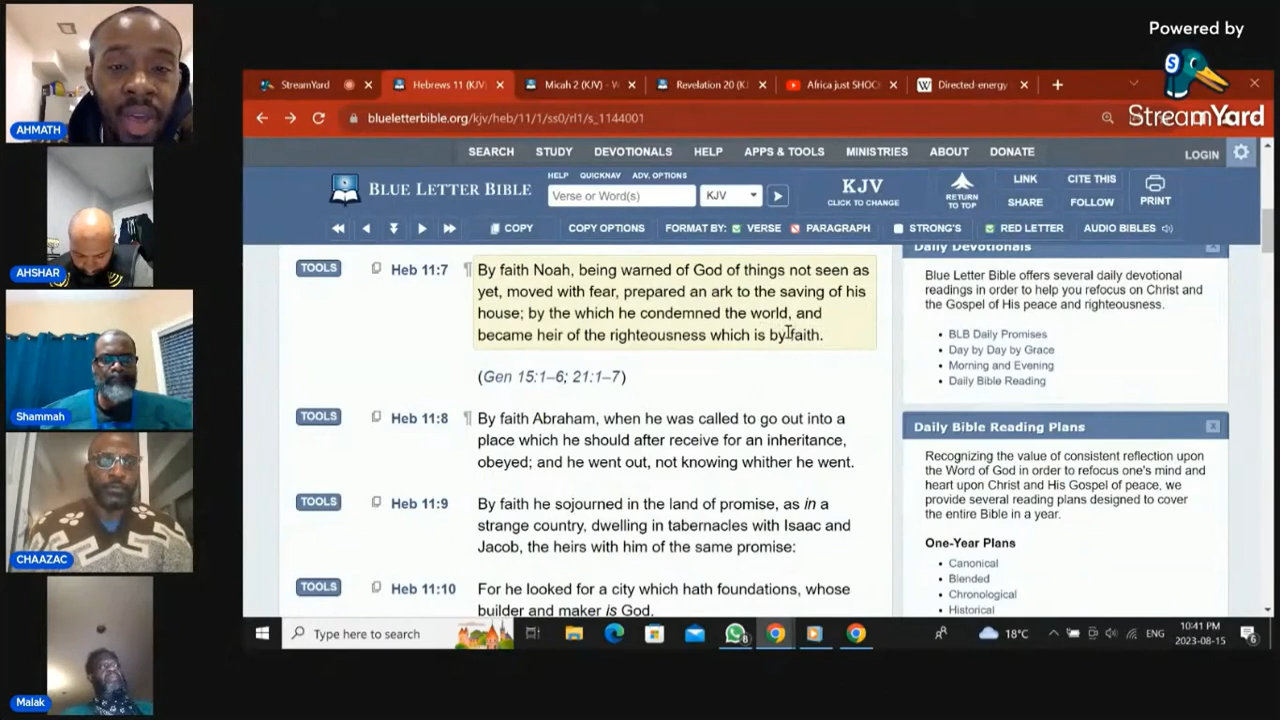 AHMATH
AHSHAR
Shammah
CHAAZAC
Malak
Powered by
S
StreamYard
StreamYard
Hebrews 11 (KJV)
Micah 2 (KJV) - W
Revelation 20 (K
Africa just SHOC
Directed-energy
blueletterbible.org/kjv/heb/11/1/ss0/rl1/s_1144001
SEARCH STUDY DEVOTIONALS HELP APPS & TOOLS MINISTRIES ABOUT DONATE
LOGIN
BLUE LETTER BIBLE
HELP QUICKNAV ADV. OPTIONS
Verse or Word(s)
KJV
KJV
CLICK TO CHANGE
RETURN
TO TOP
LINK
SHARE
CITE THIS
FOLLOW
PRINT
COPY COPY OPTIONS FORMAT BY: VERSE PARAGRAPH STRONG'S RED LETTER AUDIO BIBLES
TOOLS Heb 11:7 ¶ By faith Noah, being warned of God of things not seen as
yet, moved with fear, prepared an ark to the saving of his
house; by the which he condemned the world, and
became heir of the righteousness which is by faith.
(Gen 15:1–6; 21:1–7)
TOOLS Heb 11:8 ¶ By faith Abraham, when he was called to go out into a
place which he should after receive for an inheritance,
obeyed; and he went out, not knowing whither he went.
TOOLS Heb 11:9 By faith he sojourned in the land of promise, as in a
strange country, dwelling in tabernacles with Isaac and
Jacob, the heirs with him of the same promise:
TOOLS Heb 11:10 For he looked for a city which hath foundations, whose
builder and maker is God.
Daily Devotionals
Blue Letter Bible offers several daily devotional
readings in order to help you refocus on Christ and
the Gospel of His peace and righteousness.
BLB Daily Promises
Day by Day by Grace
Morning and Evening
Daily Bible Reading
Daily Bible Reading Plans
Recognizing the value of consistent reflection upon
the Word of God in order to refocus one's mind and
heart upon Christ and His Gospel of peace, we
provide several reading plans designed to cover
the entire Bible in a year.
One-Year Plans
Canonical
Blended
Chronological
Historical
Type here to search
8
18°C
ENG
10:41 PM
2023-08-15
6